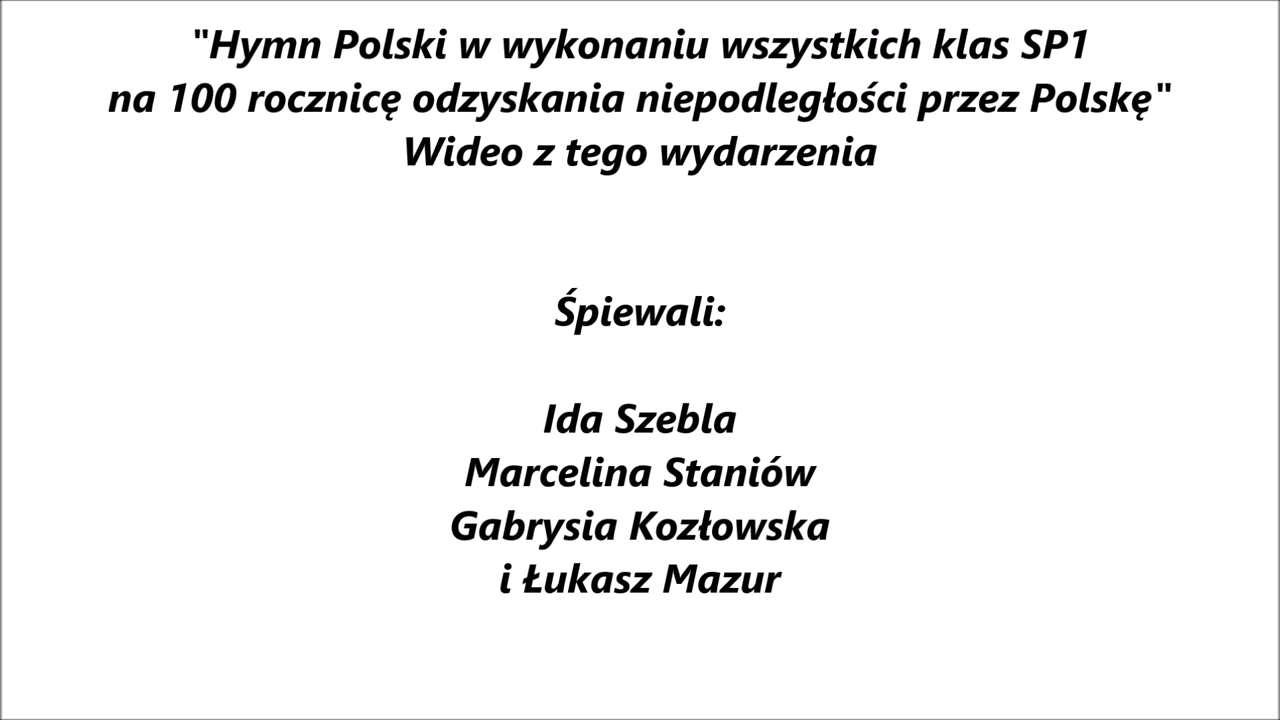 "Hymn Polski w wykonaniu wszystkich klas SP1
na 100 rocznicę odzyskania niepodległości przez Polskę"
Wideo z tego wydarzenia
Śpiewali:
Ida Szebla
Marcelina Staniów
Gabrysia Kozłowska
i Łukasz Mazur